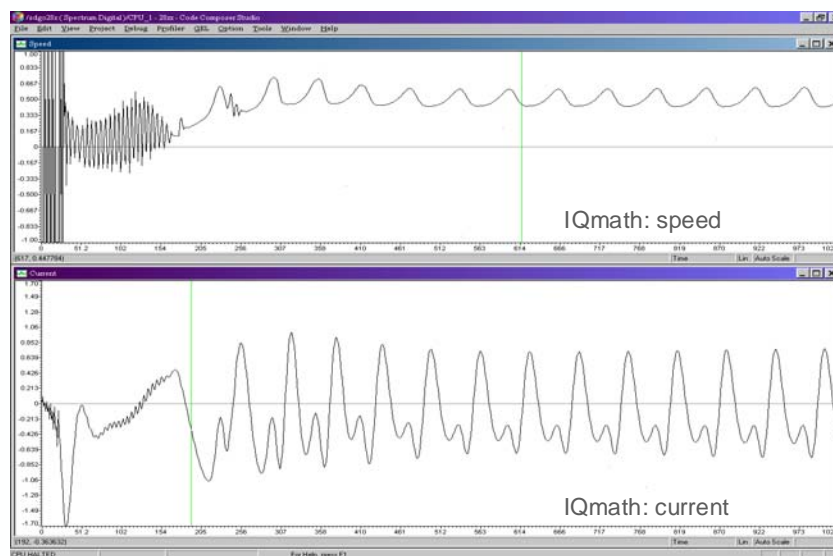 /sdgo28x (Spectrum Digital)/CPU_1 - 28xx - Code Composer Studio
File Edit View Project Debug Profiler GEL Option Tools Window Help
Speed
1.00
0.833
0.667
0.500
0.333
0.167
0
-0.167
-0.333
-0.500
-0.667
-0.833
-1.00
IQmath: speed
0 51.2 102 154 205 256 307 358 410 461 512 563 614 666 717 768 819 870 922 973
(617, 0.447784) Time Lin Auto Scale
Current
1.70
1.49
1.28
1.06
0.852
0.639
0.426
0.213
0
-0.213
-0.426
-0.639
-0.852
-1.06
-1.28
-1.49
-1.70
IQmath: current
0 51.2 102 154 205 256 307 358 410 461 512 563 614 666 717 768 819 870 922 973
(192, -0.363632) Time Lin Auto Scale
CPU HALTED For Help, press F1